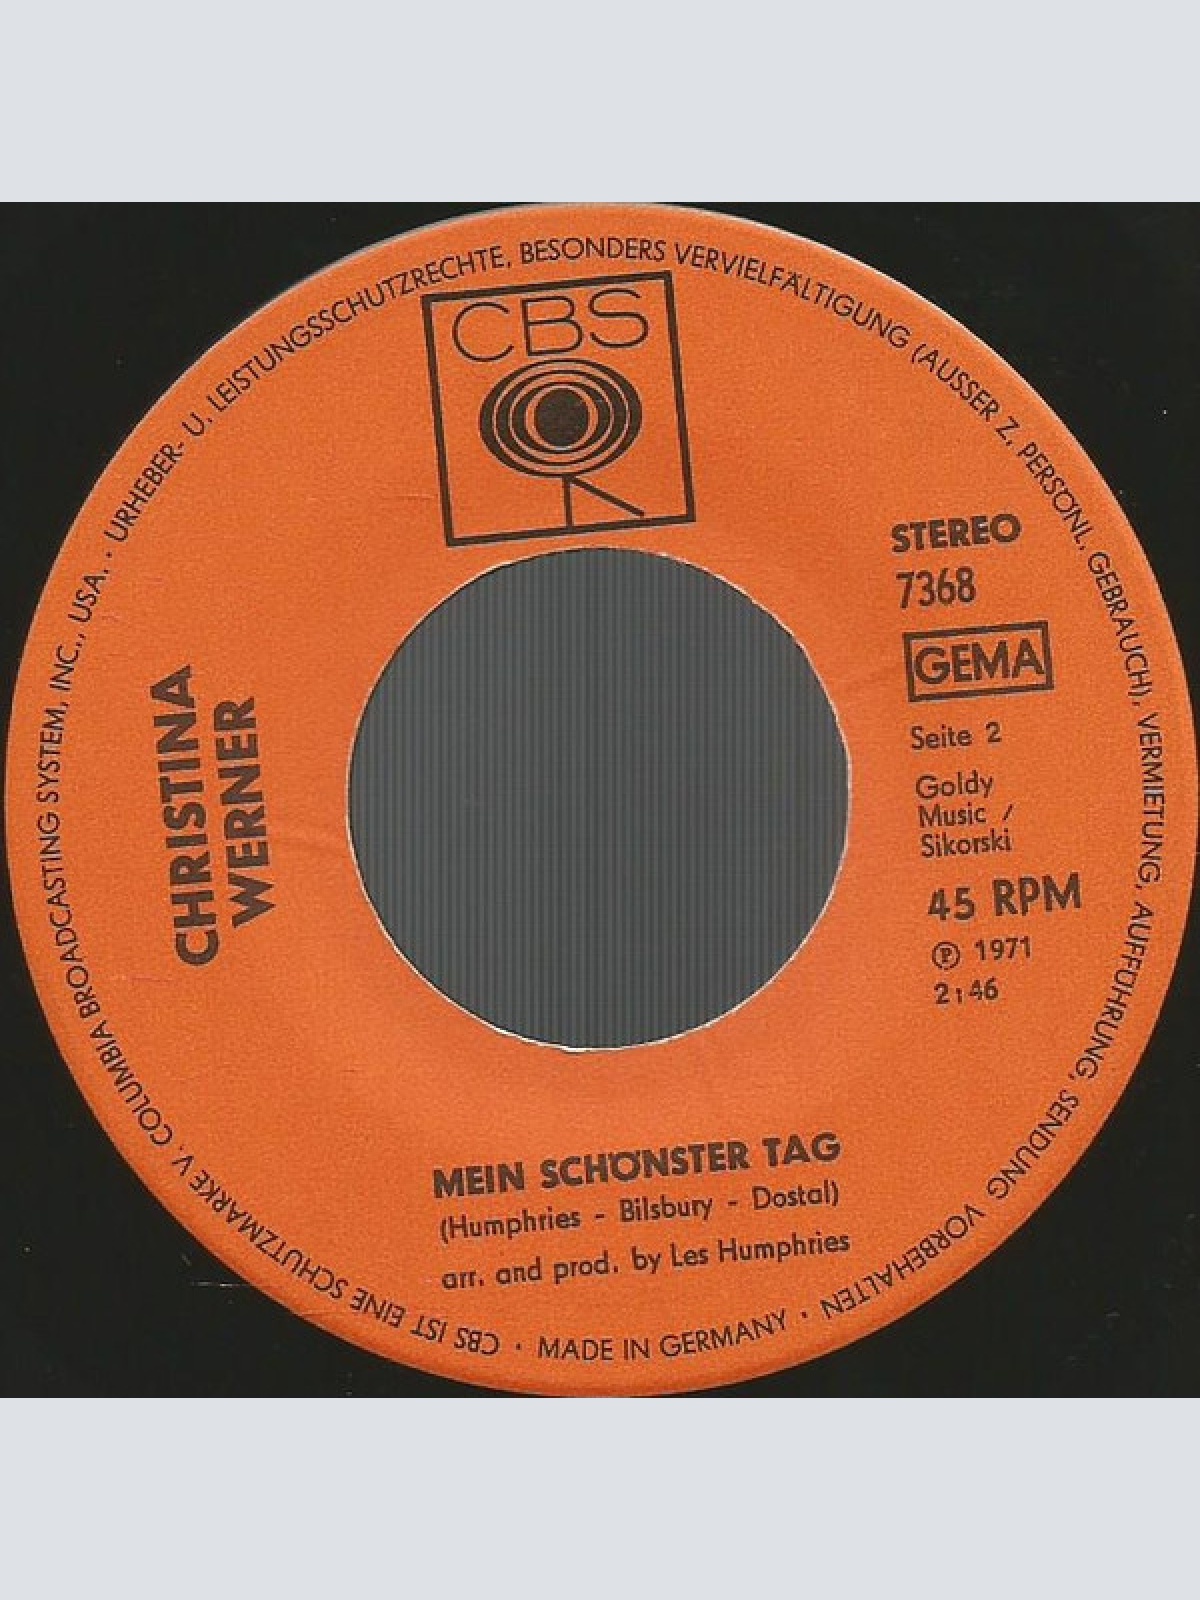 CBS
STEREO
7368
GEMA
Seite 2
Goldy
Music /
Sikorski
45 RPM
Ⓟ 1971
2:46
CHRISTINA
WERNER
MEIN SCHÖNSTER TAG
(Humphries - Bilsbury - Dostal)
arr. and prod. by Les Humphries
CBS IST EINE SCHUTZMARKE V. COLUMBIA BROADCASTING SYSTEM, INC., USA. · URHEBER- U. LEISTUNGSSCHUTZRECHTE, BESONDERS VERVIELFÄLTIGUNG (AUSSER Z. PERSÖNL. GEBRAUCH), VERMIETUNG, AUFFÜHRUNG, SENDUNG VORBEHALTEN · MADE IN GERMANY ·